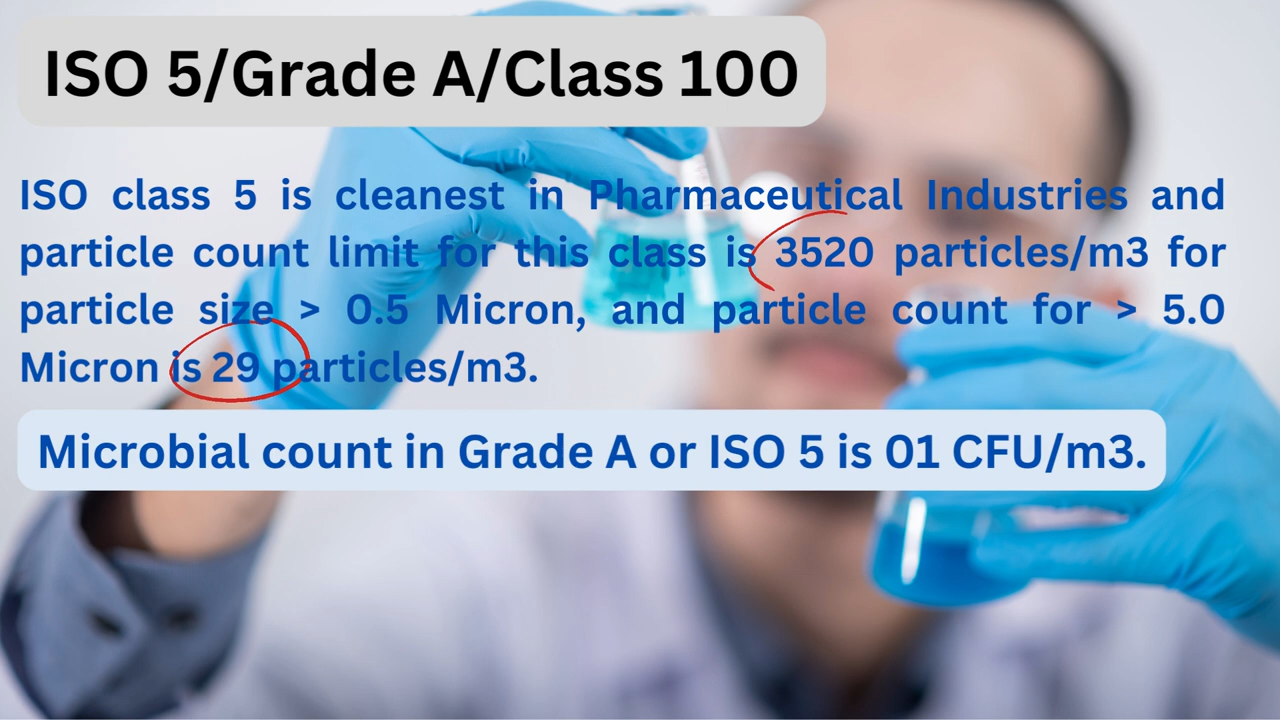 ISO 5/Grade A/Class 100
ISO class 5 is cleanest in Pharmaceutical Industries and
particle count limit for this class is 3520 particles/m3 for
particle size > 0.5 Micron, and particle count for > 5.0
Micron is 29 particles/m3.
Microbial count in Grade A or ISO 5 is 01 CFU/m3.